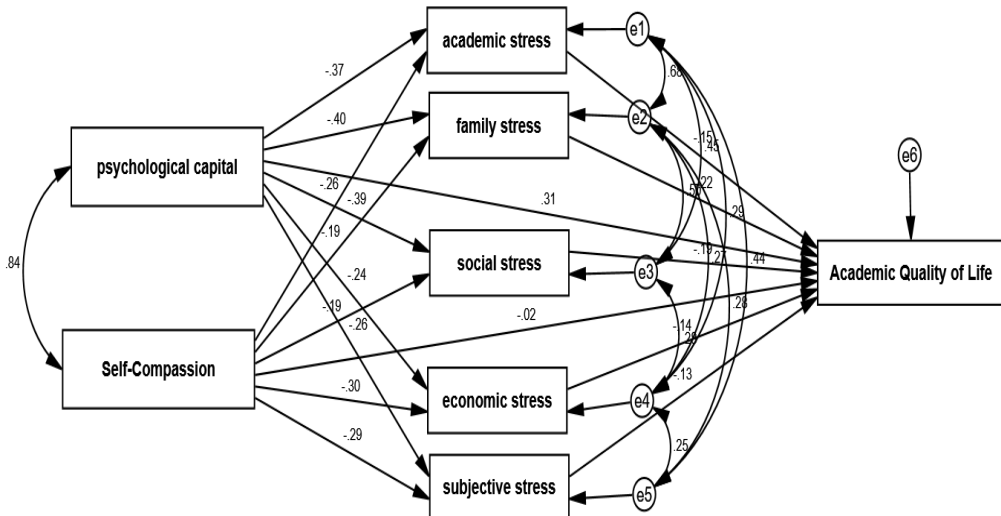 academic stress
e1
-.37
.68
family stress
e2
-.40
psychological capital
-.15
.45
e6
-.26
-.39
.31
.22
.29
-.19
social stress
-.19
.27
.44
Academic Quality of Life
.84
e3
-.24
.28
-.19
-.26
-.02
-.14
Self-Compassion
-.13
-.30
economic stress
e4
-.29
.25
subjective stress
e5